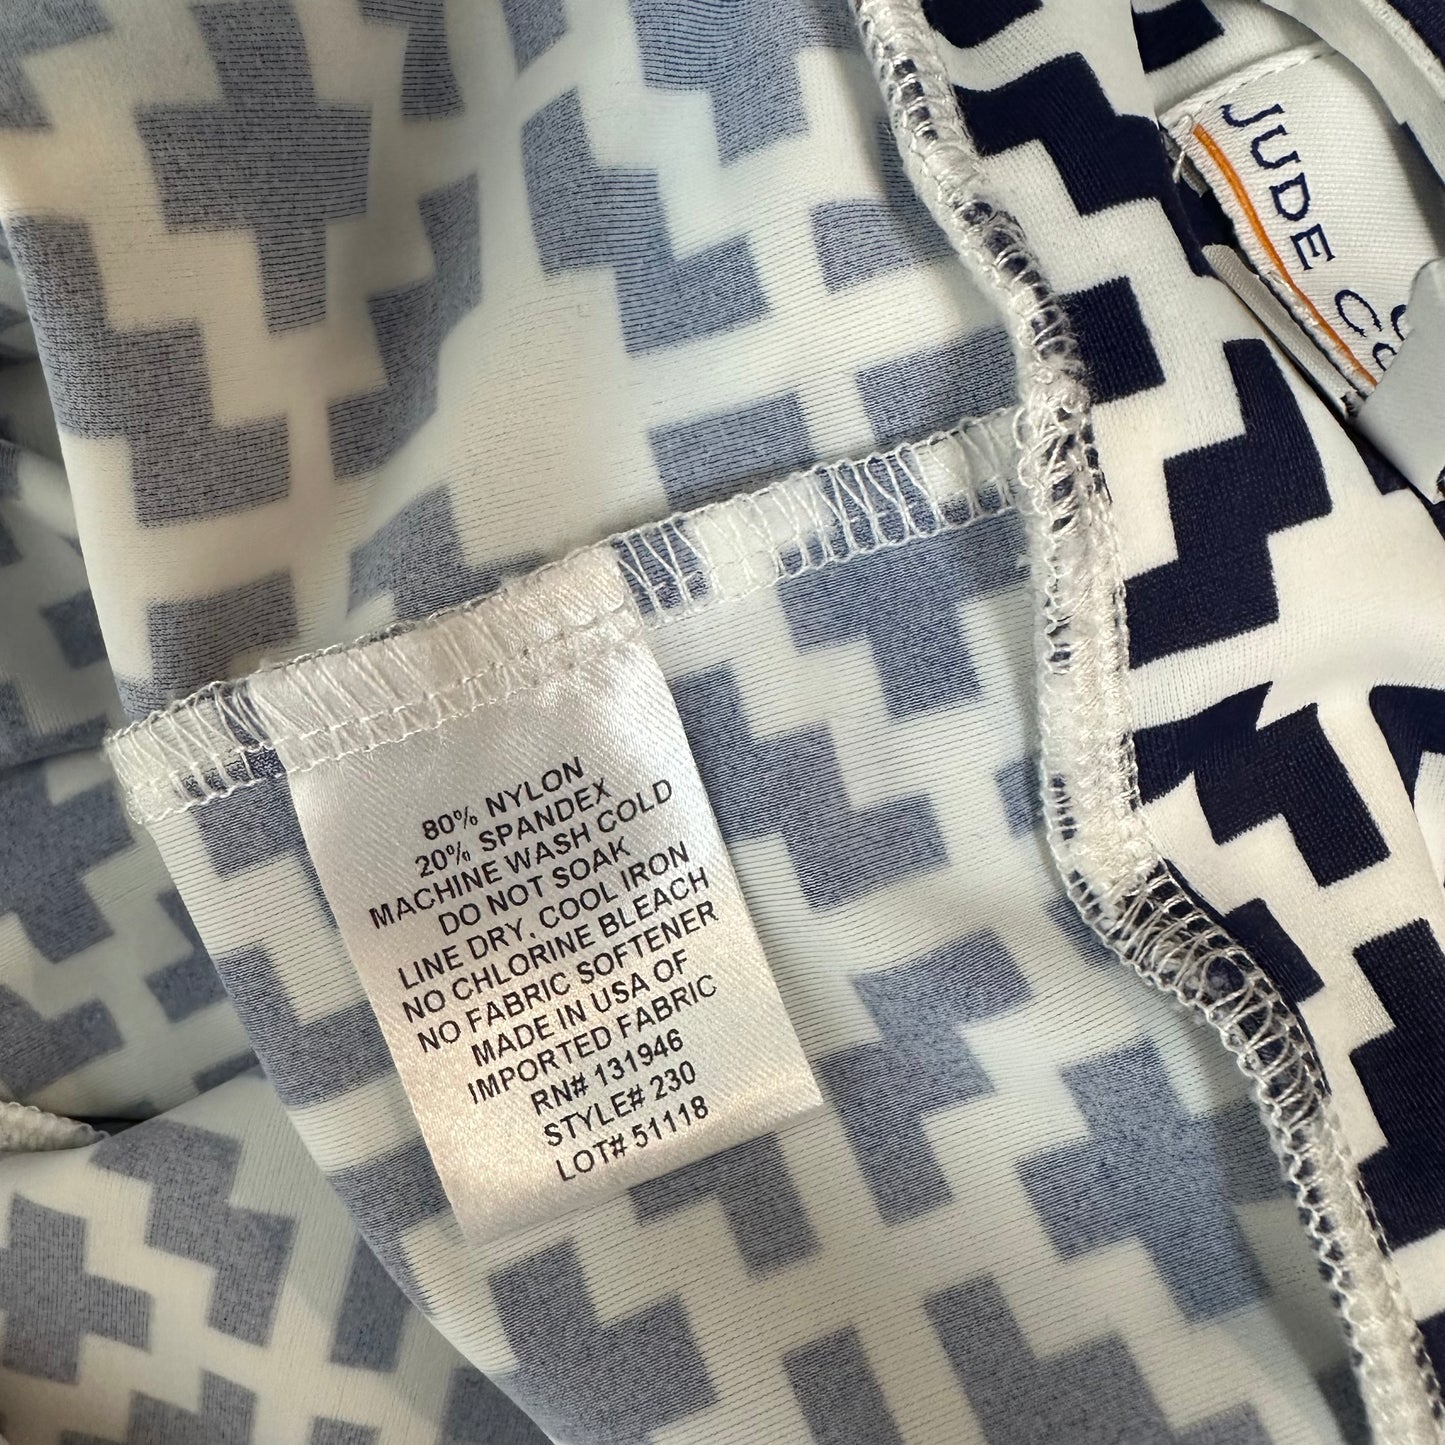 JUDE
80% NYLON
20% SPANDEX
MACHINE WASH COLD
DO NOT SOAK
LINE DRY, COOL IRON
NO CHLORINE BLEACH
NO FABRIC SOFTENER
MADE IN USA OF
IMPORTED FABRIC
RN# 131946
STYLE# 230
LOT# 51118